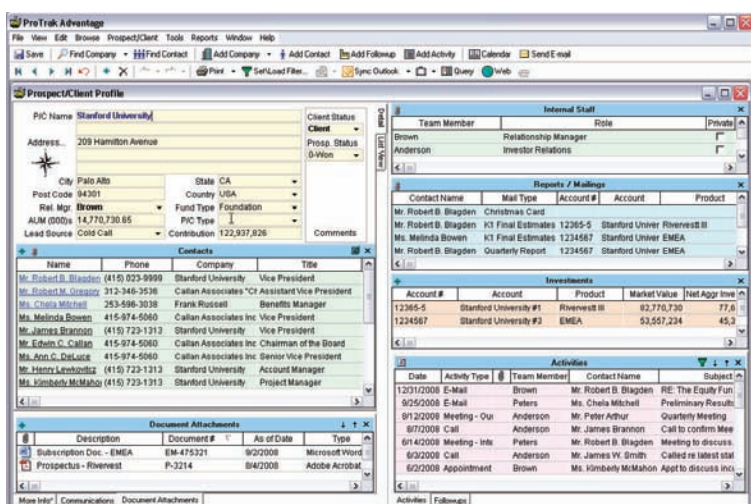 ProTrak Advantage
File View Edit Browse Prospect/Client Tools Reports Window Help
Save Find Company Find Contact Add Company Add Contact Add Followup Add Activity Calendar Send E-mail
Print Set\Load Filter... Sync Outlook Query Web
Prospect/Client Profile
P/C Name Stanford University
Client Status
Client
Address... 209 Hamilton Avenue
Prosp. Status
0-Won
City Palo Alto State CA
Post Code 94301 Country USA
Rel. Mgr. Brown Fund Type Foundation
AUM (000)s 14,770,730.65 P/C Type
Lead Source Cold Call Contribution 122,937,826 Comments
Detail
List View
Contacts
Name Phone Company Title
Mr. Robert B. Blagden (415) 023-9999 Stanford University Vice President
Mr. Robert M. Gregory 312-346-3536 Callan Associates "Ch Assistant Vice President
Ms. Chela Mitchell 253-596-3038 Frank Russell Benefits Manager
Ms. Melinda Bowen 415-974-5060 Callan Associates Inc Vice President
Mr. James Brannon (415) 723-1313 Stanford University Vice President
Mr. Edwin C. Callan 415-974-5060 Callan Associates Inc Chairman of the Board
Ms. Ann C. DeLuce 415-974-5060 Callan Associates Inc Senior Vice President
Mr. Henry Lewkovitz (415) 723-1313 Stanford University Account Manager
Ms. Kimberly McMahon (415) 723-1313 Stanford University Project Manager
Document Attachments
Description Document # As of Date Type
Subscription Doc. - EMEA EM-475321 9/2/2008 Microsoft Word
Prospectus - Rivervest P-3214 8/4/2008 Adobe Acrobat
More Info* Communications Document Attachments
Internal Staff
Team Member Role Private
Brown Relationship Manager
Anderson Investor Relations
Reports / Mailings
Contact Name Mail Type Account # Account Product
Mr. Robert B. Blagden Christmas Card
Mr. Robert B. Blagden K1 Final Estimates 12365-5 Stanford Univer Rivervest III
Ms. Melinda Bowen K1 Final Estimates 1234567 Stanford Univer EMEA
Mr. Robert B. Blagden Quarterly Report 1234567 Stanford Univer EMEA
Investments
Account # Account Product Market Value Net Aggr Inve
12365-5 Stanford University #1 Rivervest III 82,770,730 77,6
1234567 Stanford University #3 EMEA 53,557,234 45,3
Activities
Date Activity Type Team Member Contact Name Subject
12/31/2008 E-Mail Brown Mr. Robert B. Blagden RE: The Equity Fun
9/25/2008 E-Mail Peters Ms. Chela Mitchell Preliminary Results
9/12/2008 Meeting - Out Anderson Mr. Peter Arthur Quarterly Meeting
8/7/2008 Call Anderson Mr. James Brannon Call to confirm Mee
6/14/2008 Meeting - Inte Peters Mr. Robert B. Blagden Meeting to discuss
6/3/2008 Call Anderson Mr. James W. Smith Called re latest stat
6/2/2008 Appointment Brown Ms. Kimberly McMahon Appt to discuss inc
Activities Followups